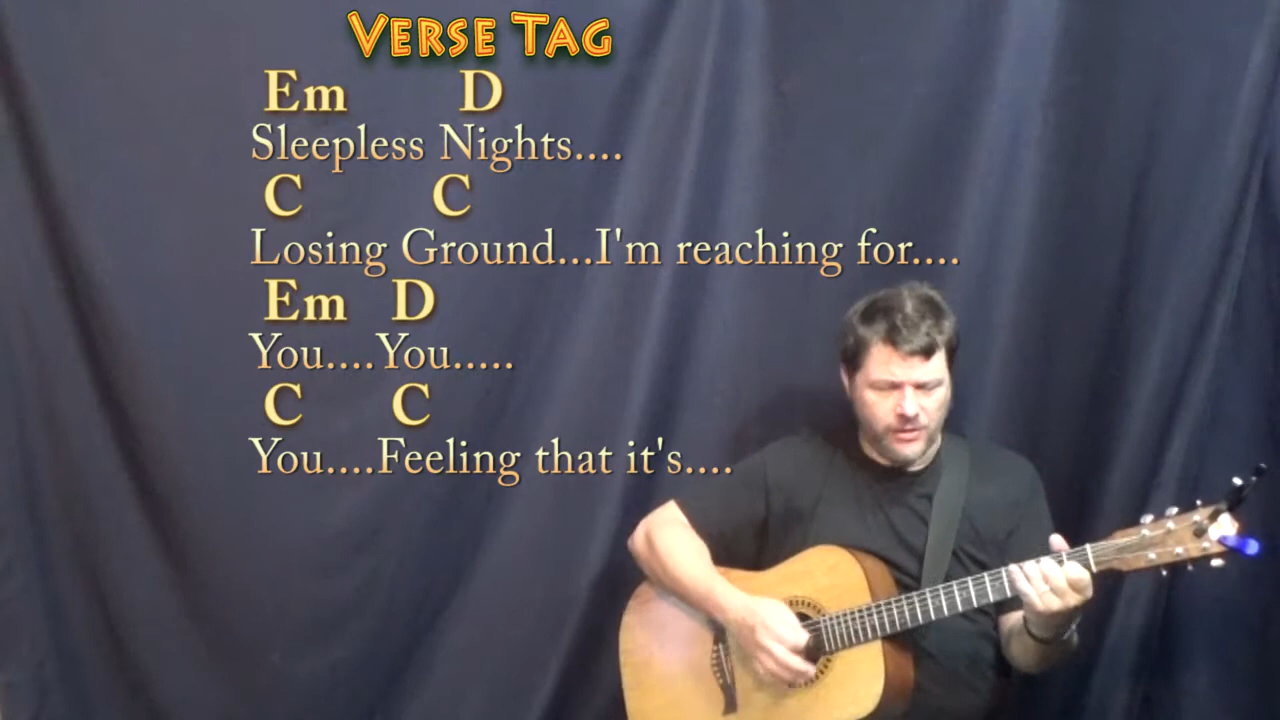 VERSE TAG
Em D
Sleepless Nights....
C C
Losing Ground...I'm reaching for....
Em D
You....You.....
C C
You....Feeling that it's....